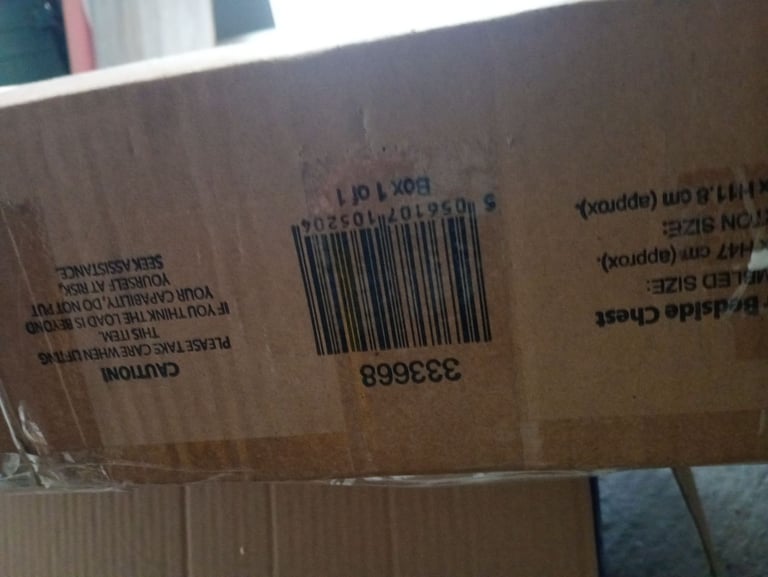 CAUTION!
PLEASE TAKE CARE WHEN LIFTING
THIS ITEM.
IF YOU THINK THE LOAD IS BEYOND
YOUR CAPABILITY, DO NOT PUT
YOURSELF AT RISK,
SEEK ASSISTANCE.
333668
5 056107 105204
Box 1 of 1
Bedside Chest
SIZE:
H47 cm (approx).
SIZE:
H11.8 cm (approx).